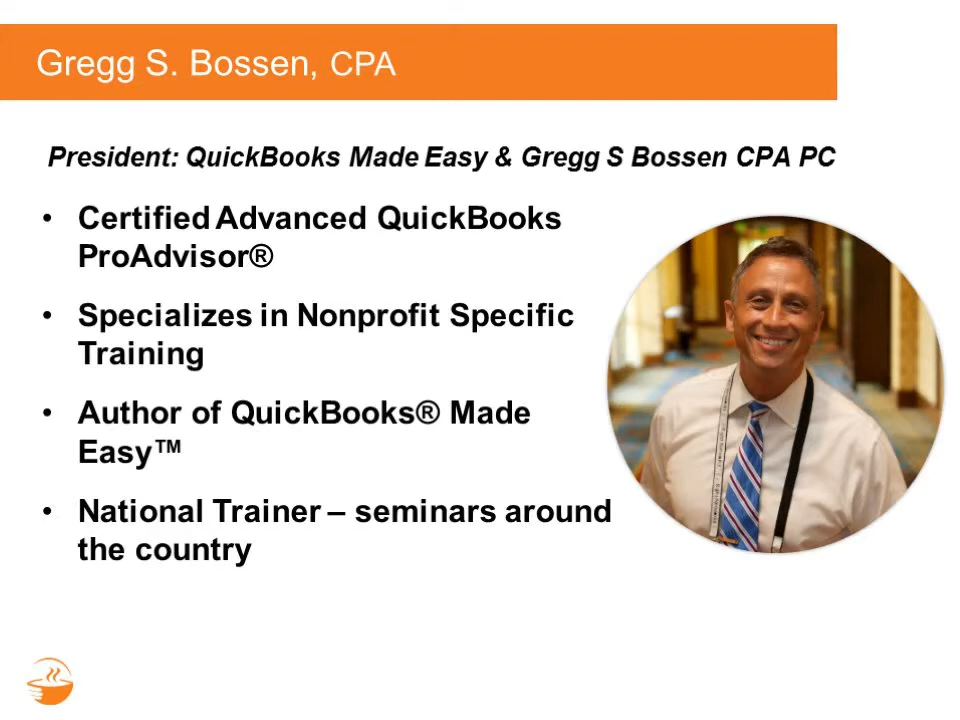 Gregg S. Bossen, CPA
President: QuickBooks Made Easy & Gregg S Bossen CPA PC
• Certified Advanced QuickBooks
ProAdvisor®
• Specializes in Nonprofit Specific
Training
• Author of QuickBooks® Made
Easy™
• National Trainer – seminars around
the country